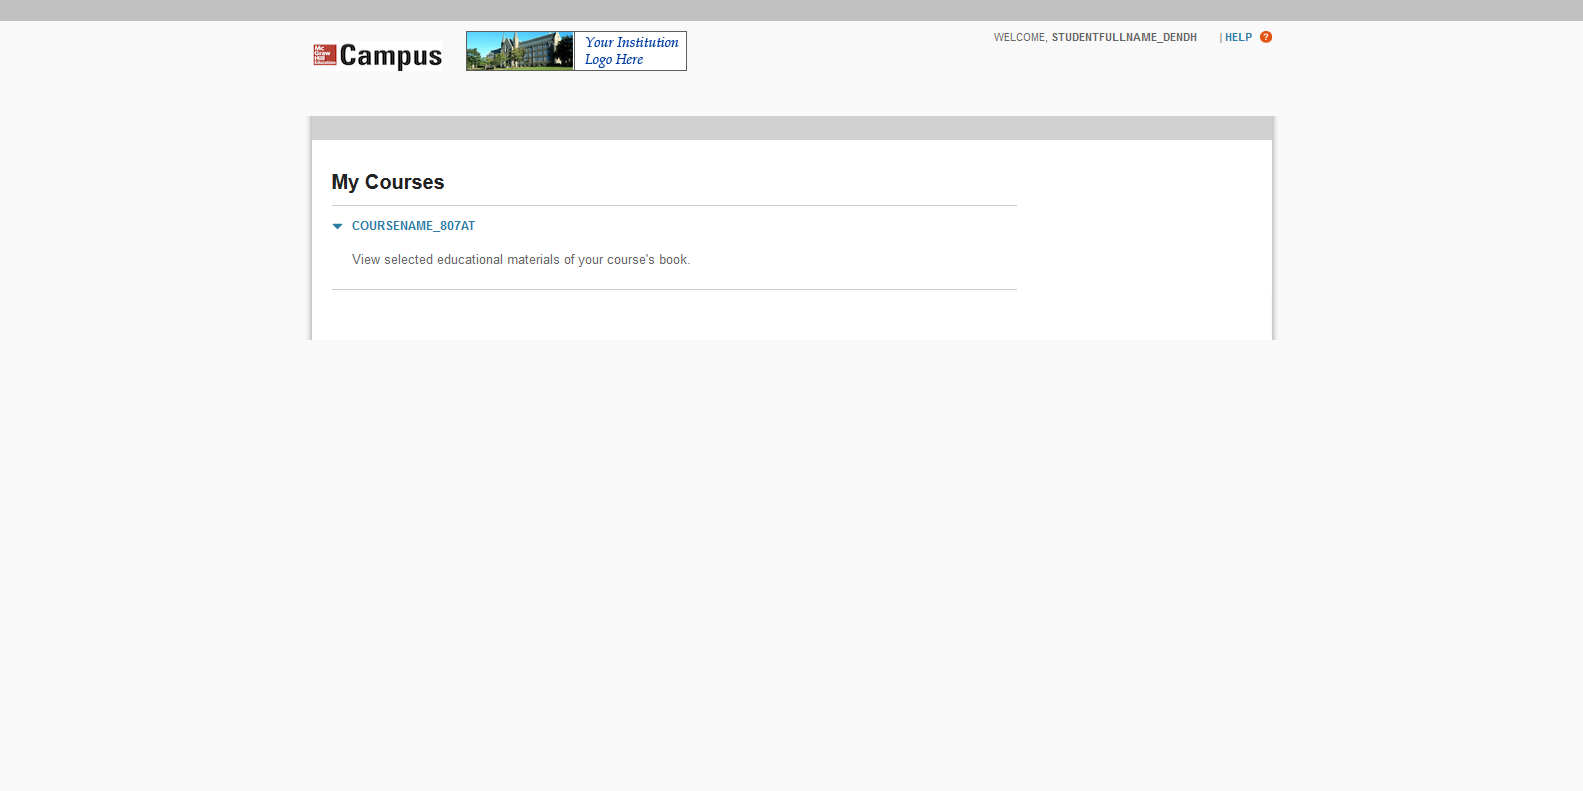 Mc
Graw
Hill
Education
Campus
Your Institution
Logo Here
WELCOME, STUDENTFULLNAME_DENDH | HELP ?
My Courses
COURSENAME_807AT
View selected educational materials of your course's book.